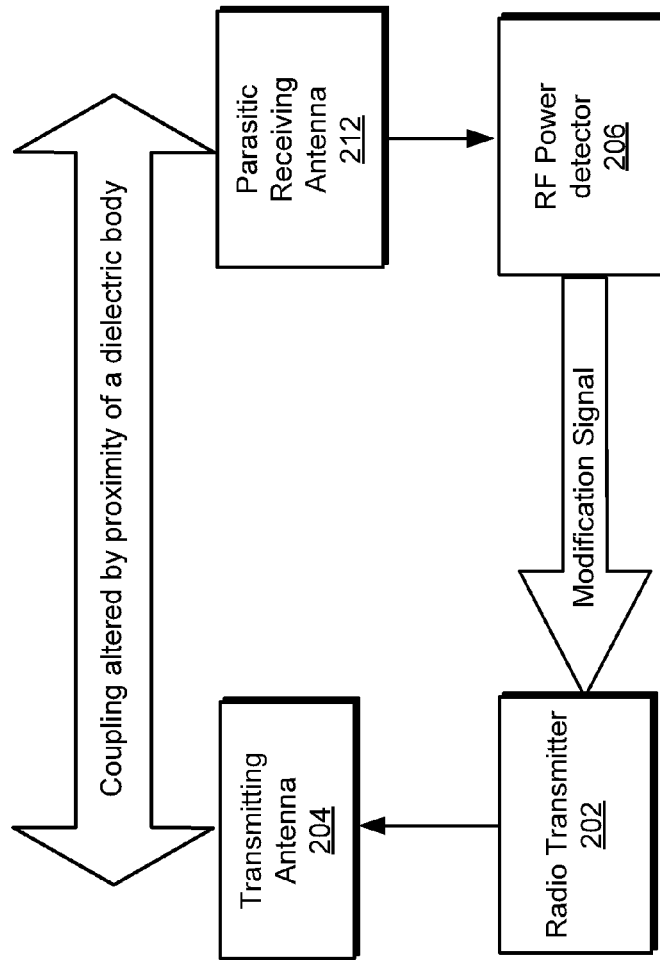 Coupling altered by proximity of a dielectric body
Transmitting
Antenna
204
Parasitic
Receiving
Antenna
212
Radio Transmitter
202
Modification Signal
RF Power
detector
206